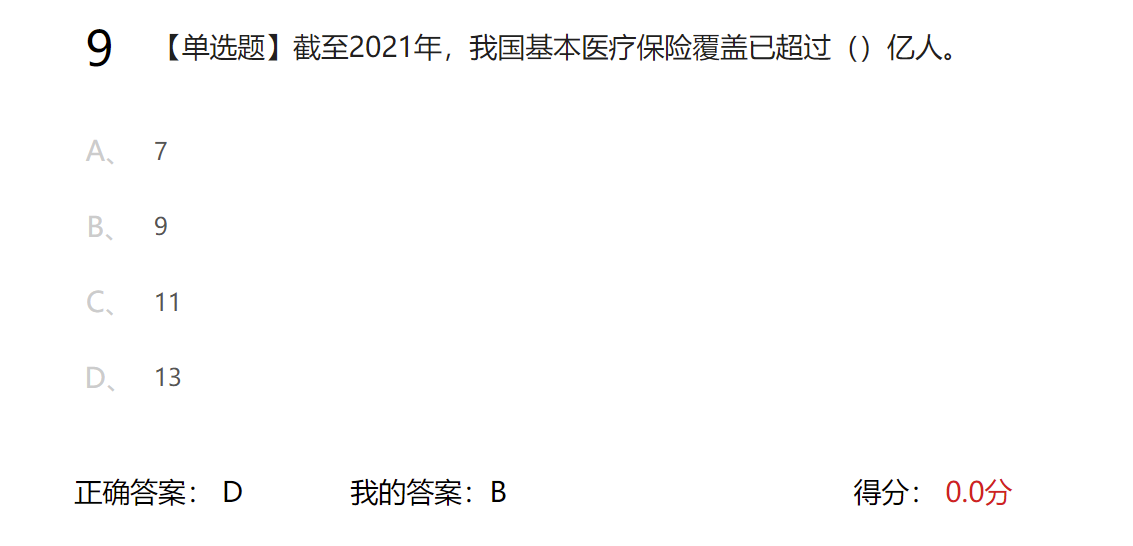 9 【单选题】截至2021年，我国基本医疗保险覆盖已超过（）亿人。
A、 7
B、 9
C、 11
D、 13
正确答案： D 我的答案：B 得分： 0.0分